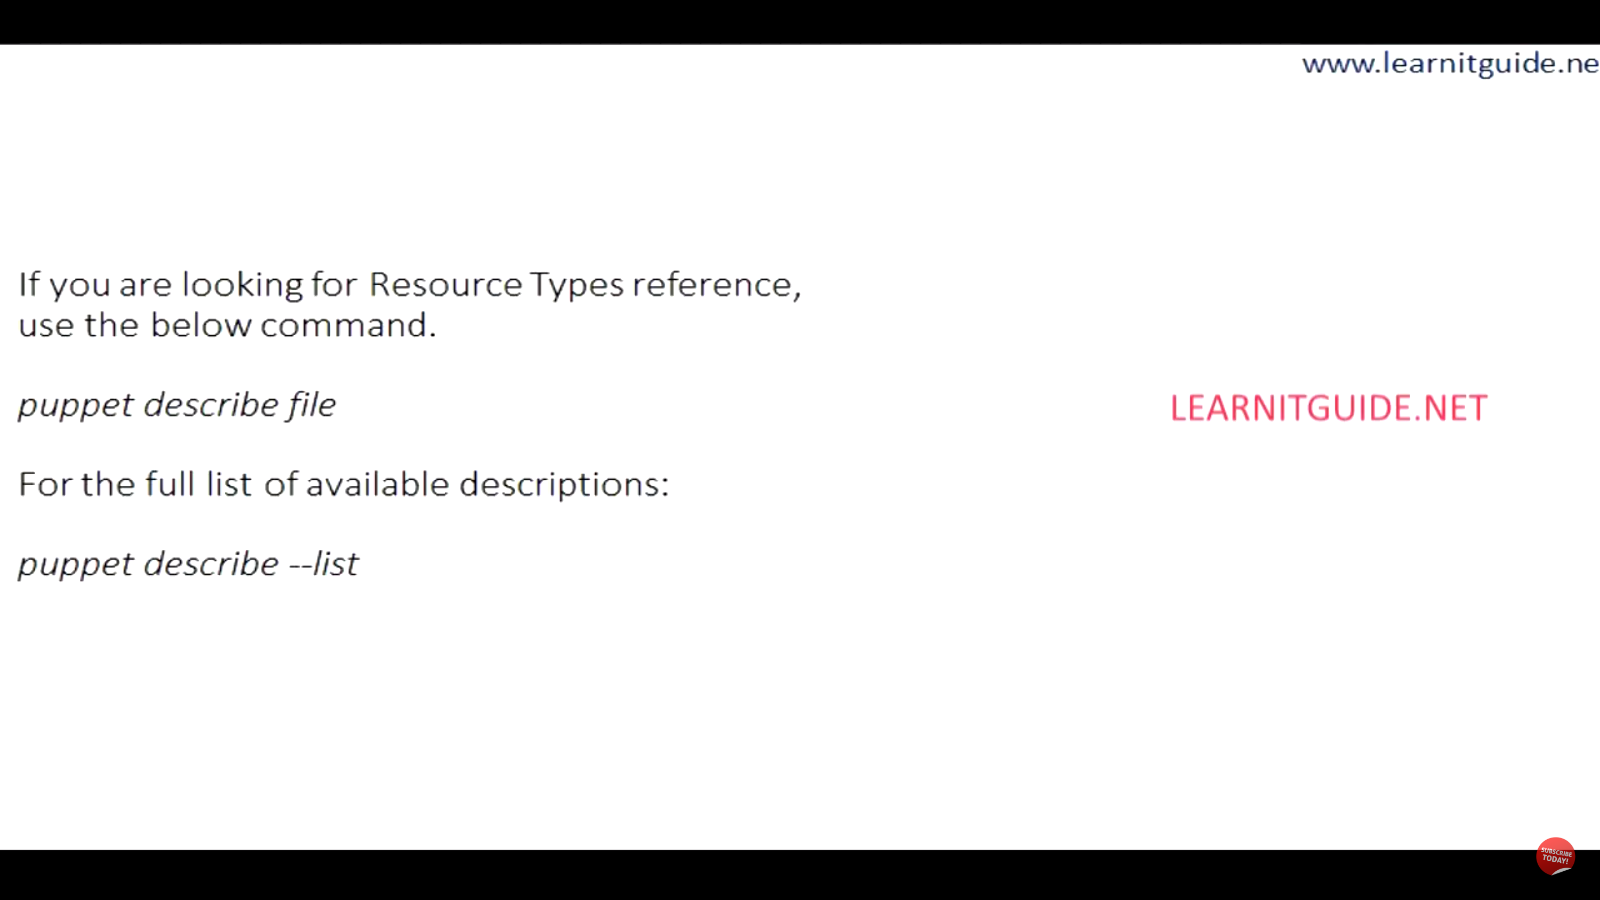 www.learnitguide.ne
If you are looking for Resource Types reference,
use the below command.
puppet describe file
LEARNITGUIDE.NET
For the full list of available descriptions:
puppet describe --list
SUBSCRIBE
TODAY!